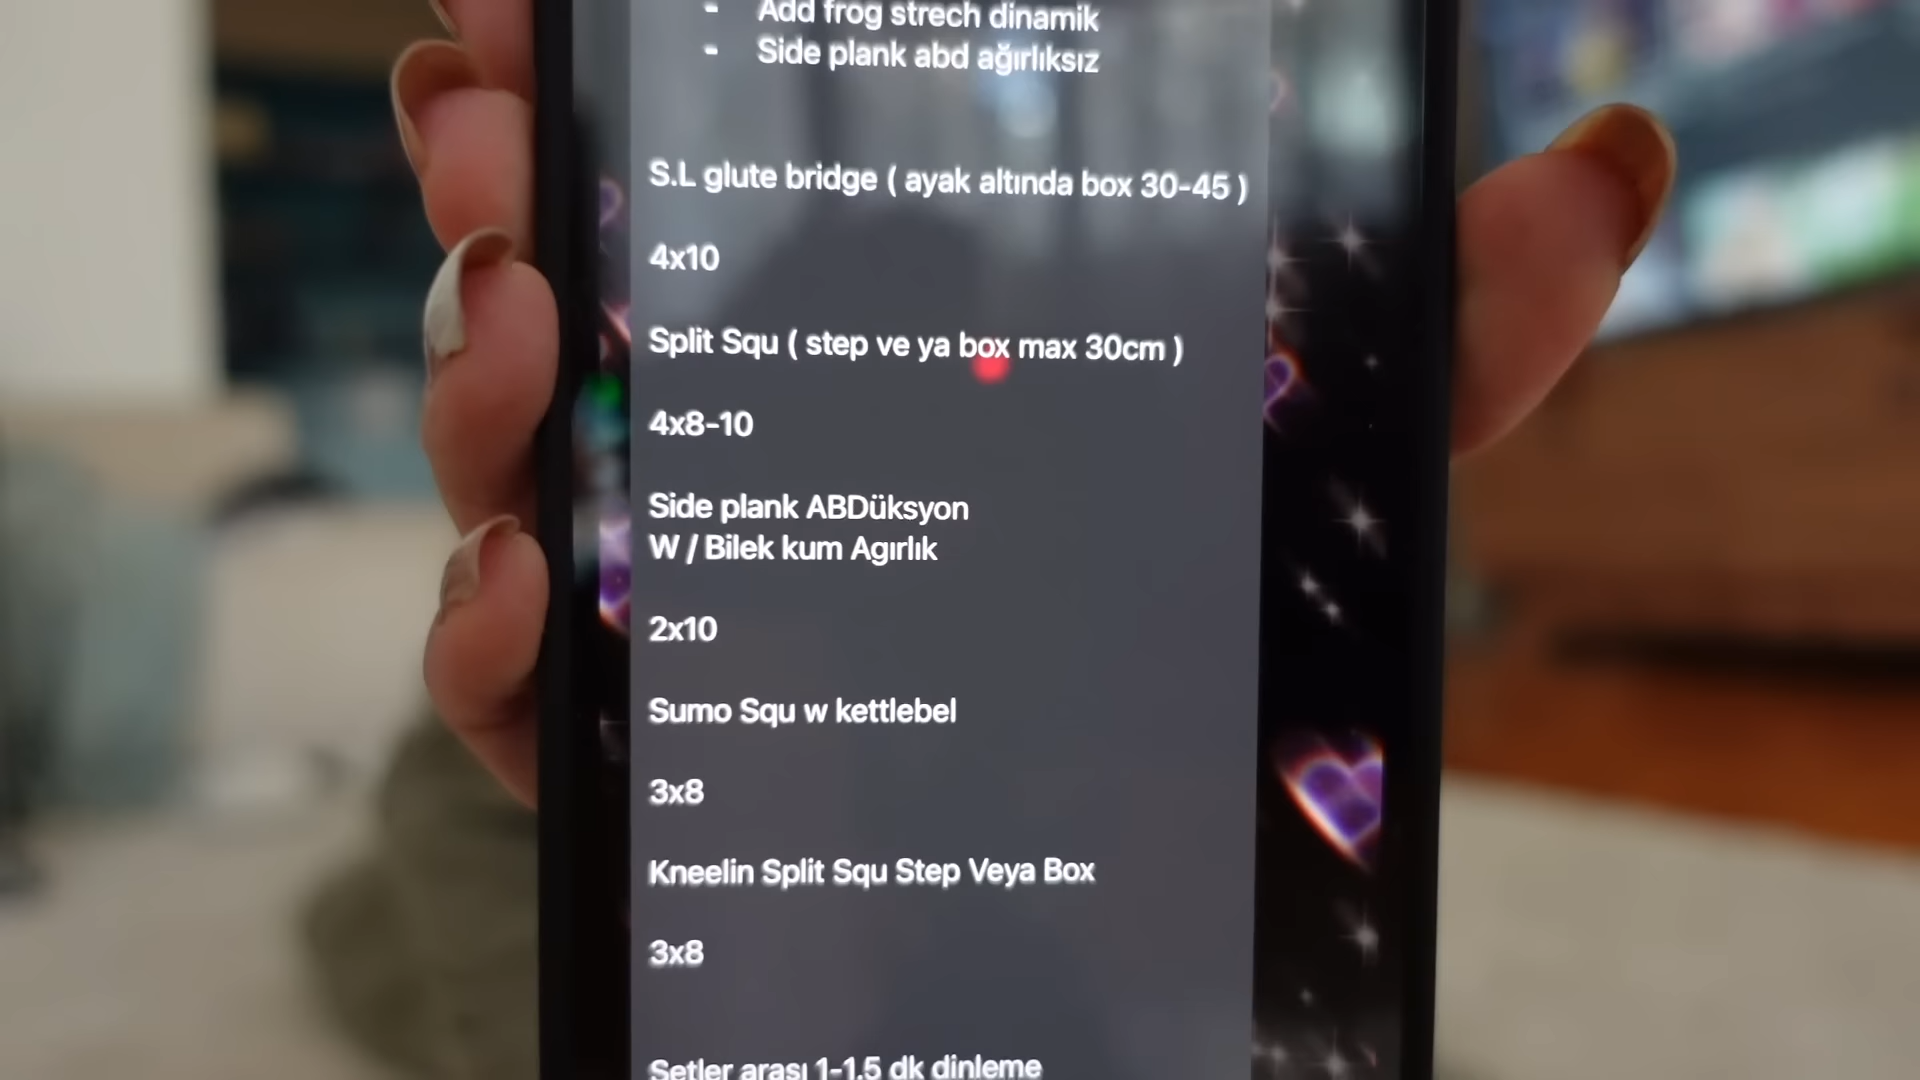 - Add frog strech dinamik
- Side plank abd ağırlıksız
S.L glute bridge ( ayak altında box 30-45 )
4x10
Split Squ ( step ve ya box max 30cm )
4x8-10
Side plank ABDüksyon
W / Bilek kum Agırlık
2x10
Sumo Squ w kettlebel
3x8
Kneelin Split Squ Step Veya Box
3x8
Setler arası 1-1.5 dk dinleme